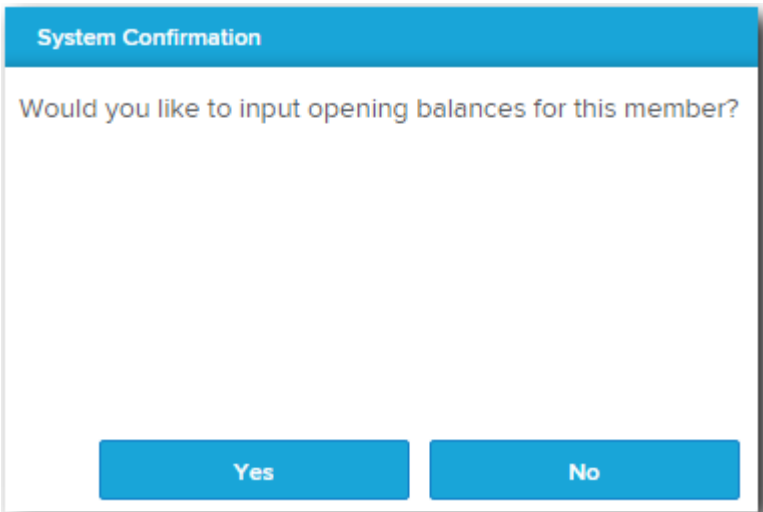 System Confirmation
Would you like to input opening balances for this member?
Yes
No